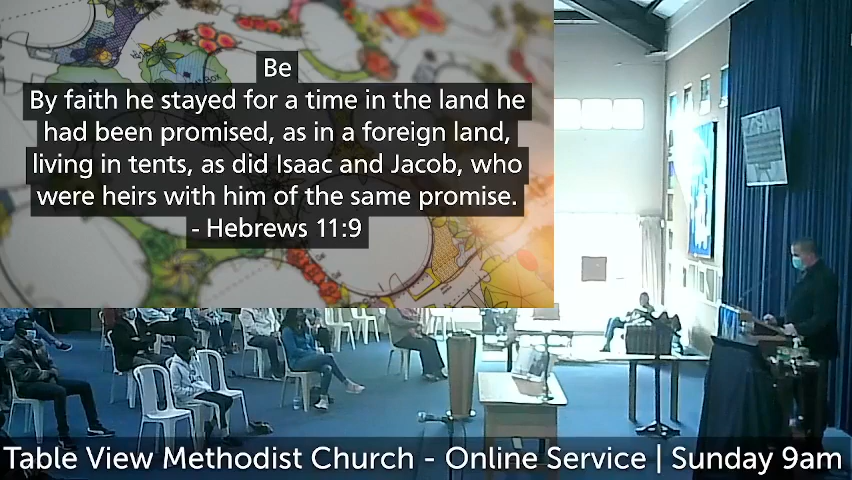 Be
By faith he stayed for a time in the land he
had been promised, as in a foreign land,
living in tents, as did Isaac and Jacob, who
were heirs with him of the same promise.
- Hebrews 11:9
Table View Methodist Church - Online Service | Sunday 9am